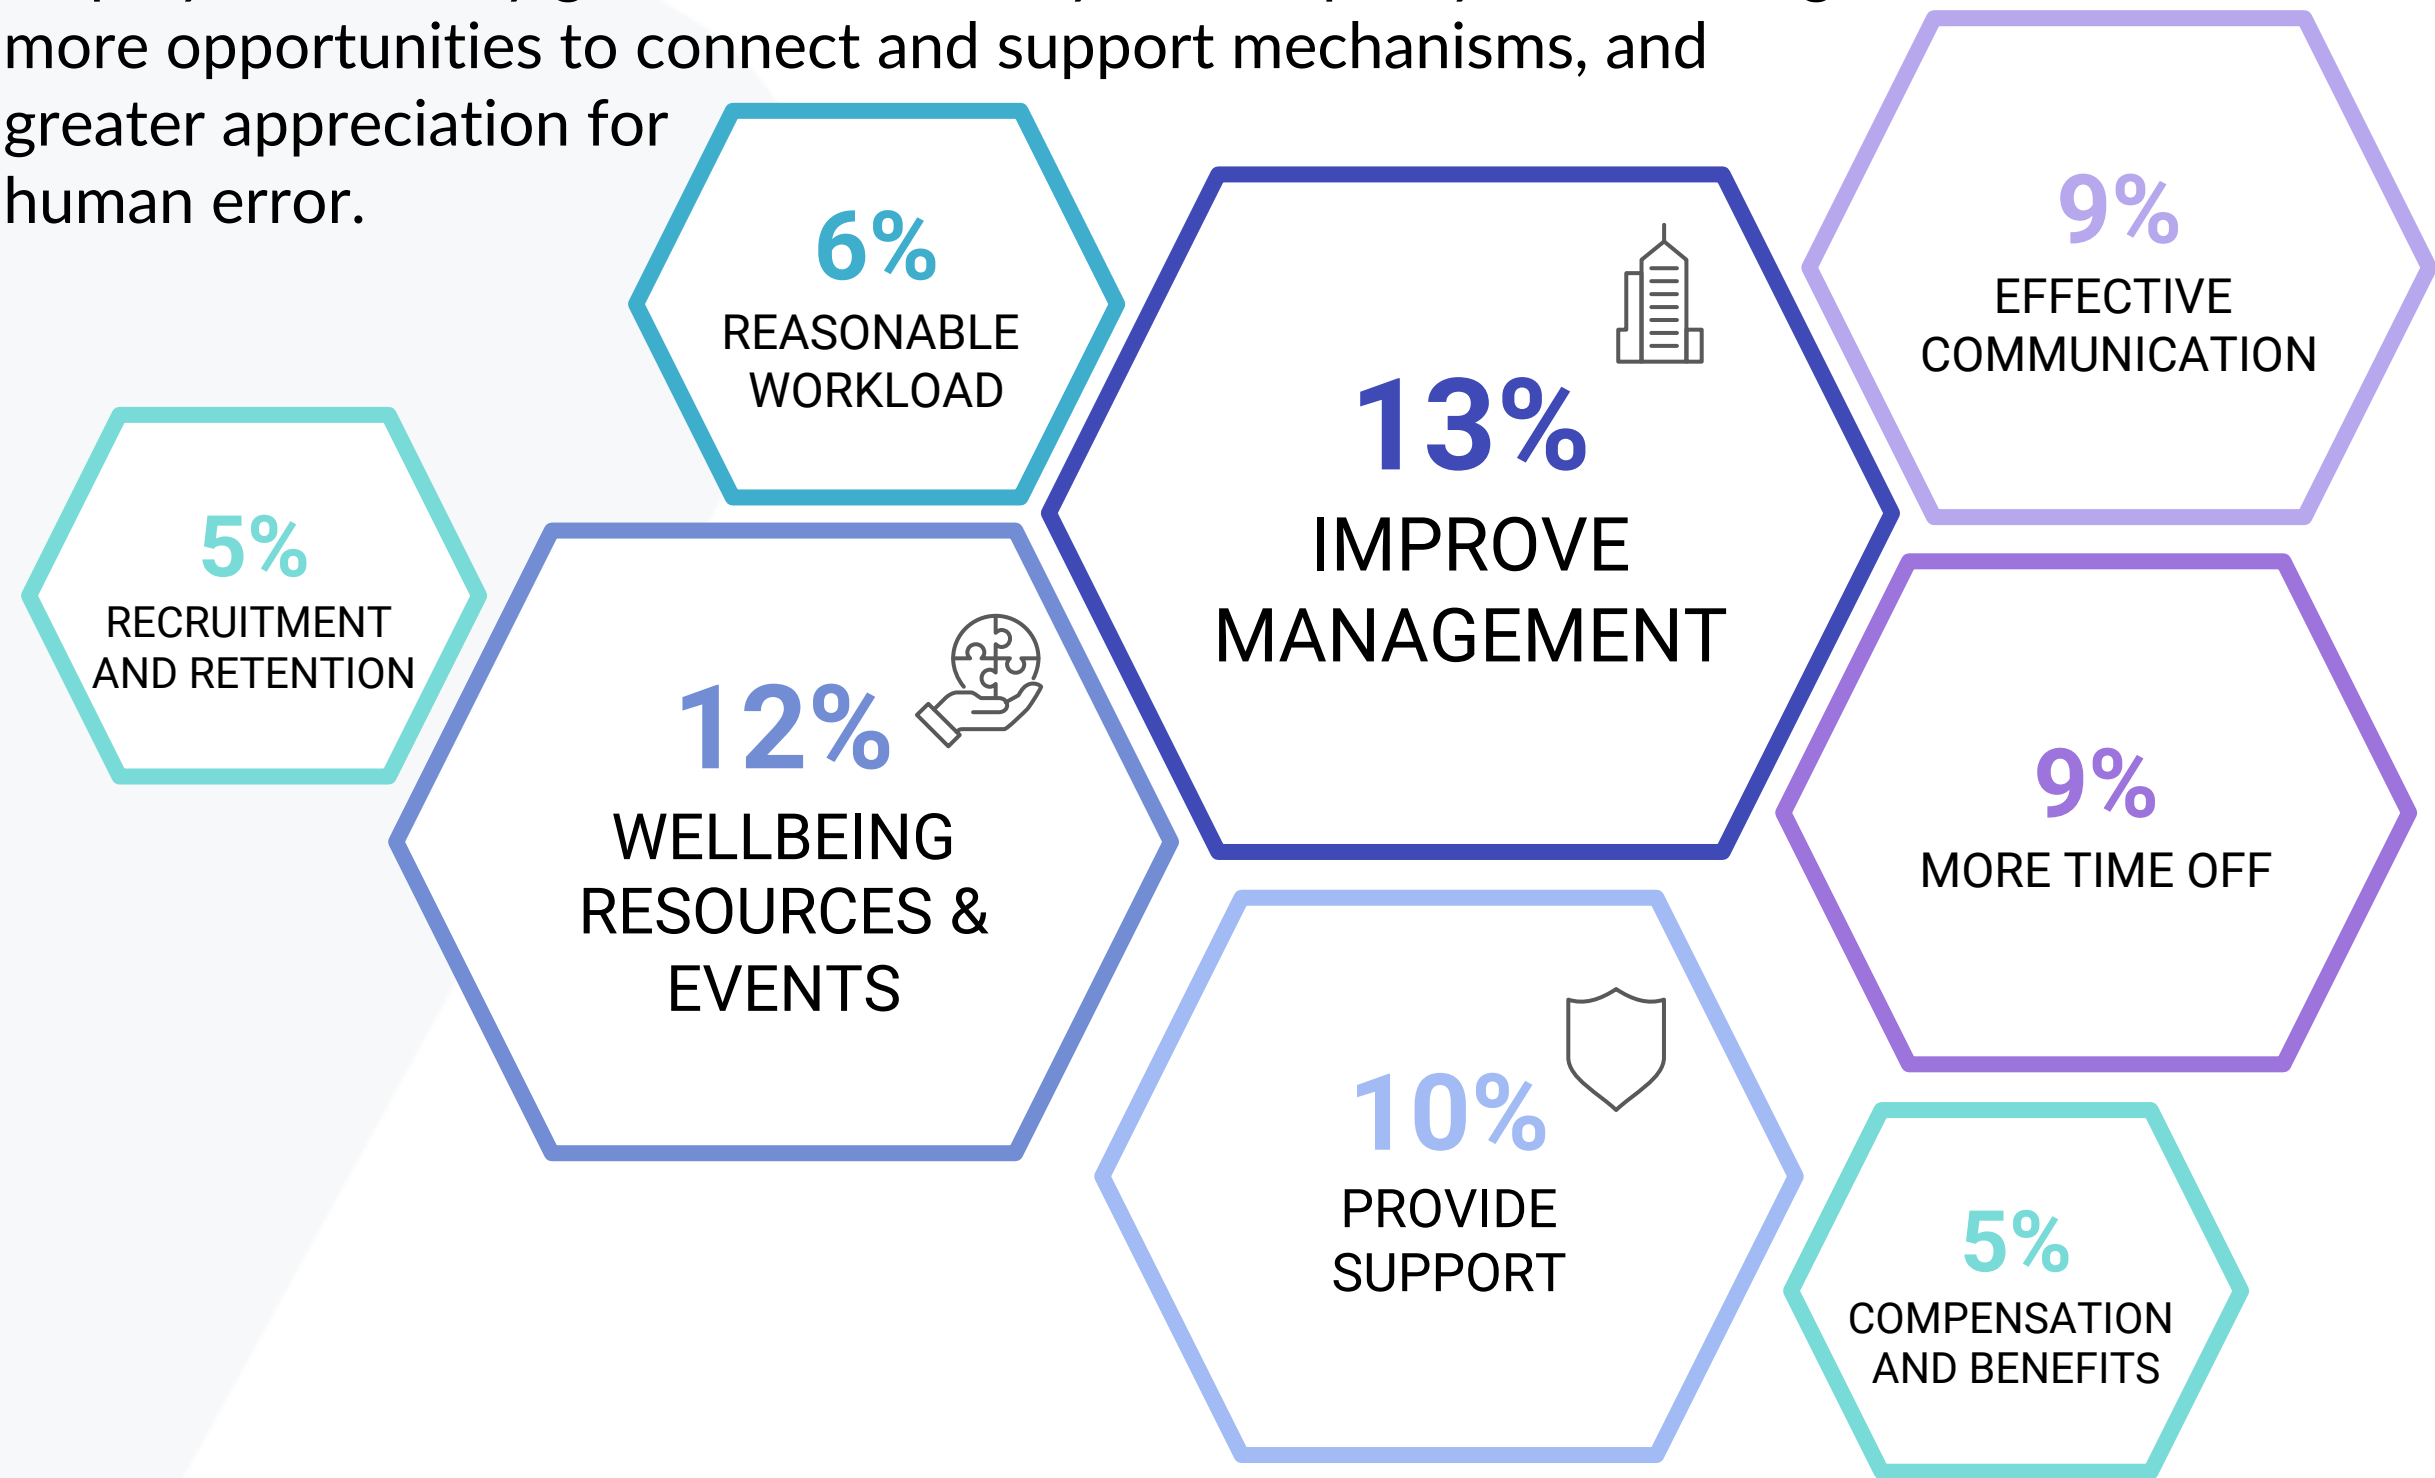 more opportunities to connect and support mechanisms, and
greater appreciation for
human error.
6%
REASONABLE
WORKLOAD
9%
EFFECTIVE
COMMUNICATION
13%
IMPROVE
MANAGEMENT
5%
RECRUITMENT
AND RETENTION
12%
WELLBEING
RESOURCES &
EVENTS
9%
MORE TIME OFF
10%
PROVIDE
SUPPORT
5%
COMPENSATION
AND BENEFITS